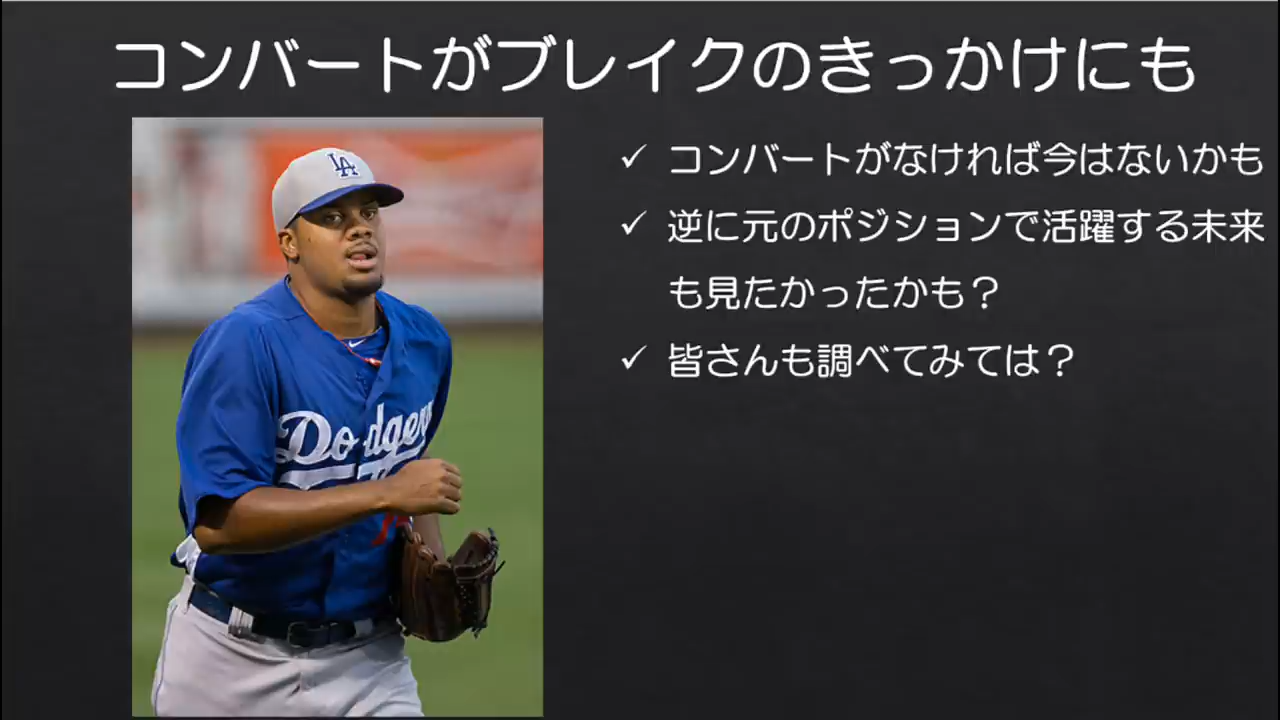 コンバートがブレイクのきっかけにも
✓ コンバートがなければ今はないかも
✓ 逆に元のポジションで活躍する未来
も見たかったかも？
✓ 皆さんも調べてみては？
LA
Dodgers